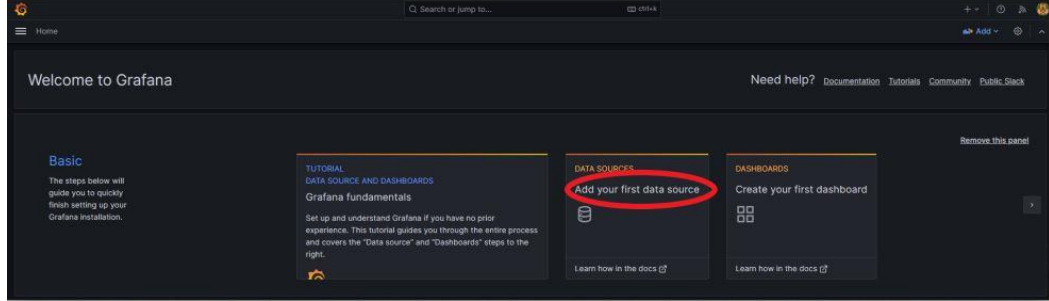 Search or jump to...
ctrl+k
Home
Add
Welcome to Grafana
Need help?
Documentation
Tutorials
Community
Public Slack
Remove this panel
Basic
The steps below will
guide you to quickly
finish setting up your
Grafana installation.
TUTORIAL
DATA SOURCE AND DASHBOARDS
Grafana fundamentals
Set up and understand Grafana if you have no prior
experience. This tutorial guides you through the entire process
and covers the "Data source" and "Dashboards" steps to the
right.
DATA SOURCES
Add your first data source
Learn how in the docs
DASHBOARDS
Create your first dashboard
Learn how in the docs